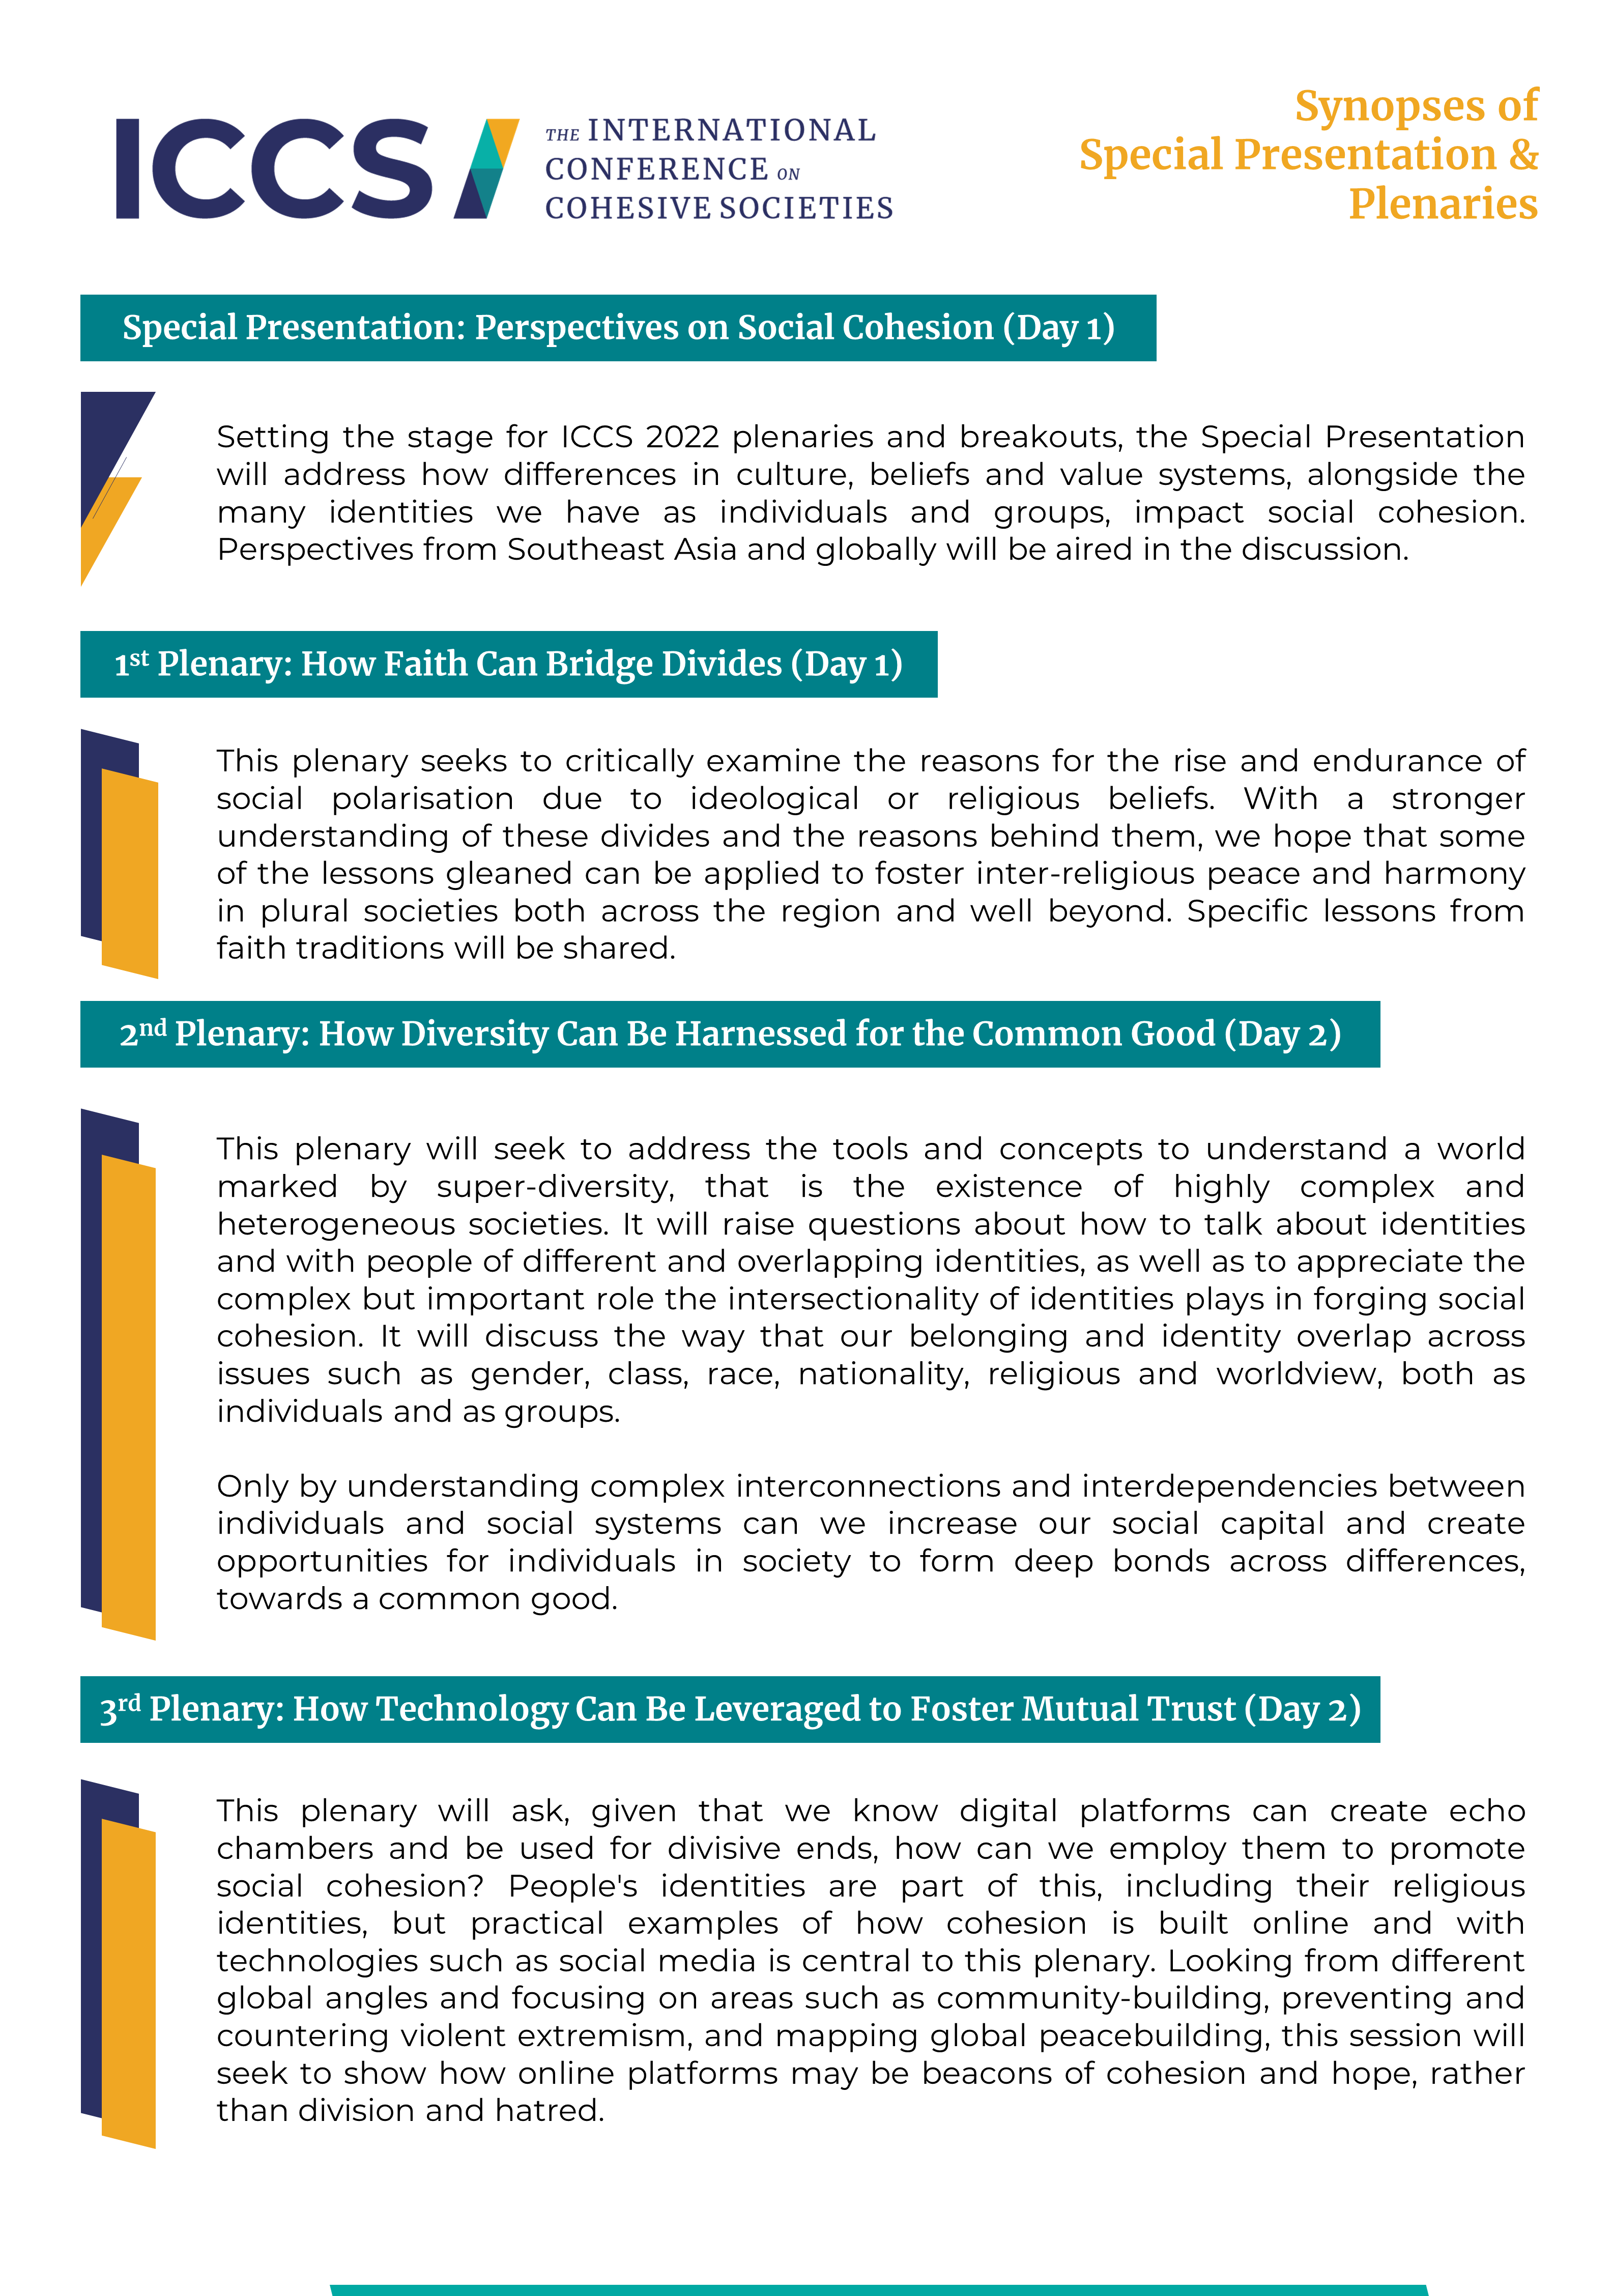 ICCS
THE INTERNATIONAL
CONFERENCE ON
COHESIVE SOCIETIES
Synopses of
Special Presentation &
Plenaries
Special Presentation: Perspectives on Social Cohesion (Day 1)
Setting the stage for ICCS 2022 plenaries and breakouts, the Special Presentation
will address how differences in culture, beliefs and value systems, alongside the
many identities we have as individuals and groups, impact social cohesion.
Perspectives from Southeast Asia and globally will be aired in the discussion.
1st Plenary: How Faith Can Bridge Divides (Day 1)
This plenary seeks to critically examine the reasons for the rise and endurance of
social polarisation due to ideological or religious beliefs. With a stronger
understanding of these divides and the reasons behind them, we hope that some
of the lessons gleaned can be applied to foster inter-religious peace and harmony
in plural societies both across the region and well beyond. Specific lessons from
faith traditions will be shared.
2nd Plenary: How Diversity Can Be Harnessed for the Common Good (Day 2)
This plenary will seek to address the tools and concepts to understand a world
marked by super-diversity, that is the existence of highly complex and
heterogeneous societies. It will raise questions about how to talk about identities
and with people of different and overlapping identities, as well as to appreciate the
complex but important role the intersectionality of identities plays in forging social
cohesion. It will discuss the way that our belonging and identity overlap across
issues such as gender, class, race, nationality, religious and worldview, both as
individuals and as groups.
Only by understanding complex interconnections and interdependencies between
individuals and social systems can we increase our social capital and create
opportunities for individuals in society to form deep bonds across differences,
towards a common good.
3rd Plenary: How Technology Can Be Leveraged to Foster Mutual Trust (Day 2)
This plenary will ask, given that we know digital platforms can create echo
chambers and be used for divisive ends, how can we employ them to promote
social cohesion? People's identities are part of this, including their religious
identities, but practical examples of how cohesion is built online and with
technologies such as social media is central to this plenary. Looking from different
global angles and focusing on areas such as community-building, preventing and
countering violent extremism, and mapping global peacebuilding, this session will
seek to show how online platforms may be beacons of cohesion and hope, rather
than division and hatred.